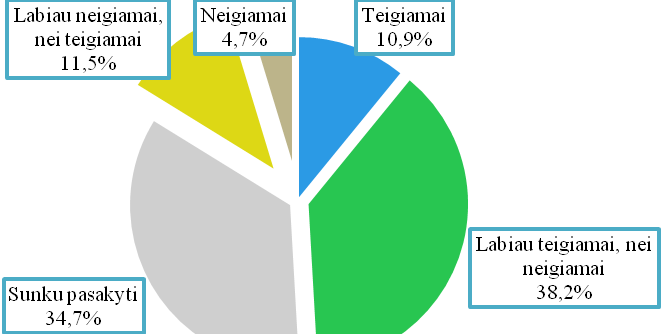 Labiau neigiamai,
nei teigiamai
11,5%
Neigiamai
4,7%
Teigiamai
10,9%
Labiau teigiamai, nei
neigiamai
38,2%
Sunku pasakyti
34,7%